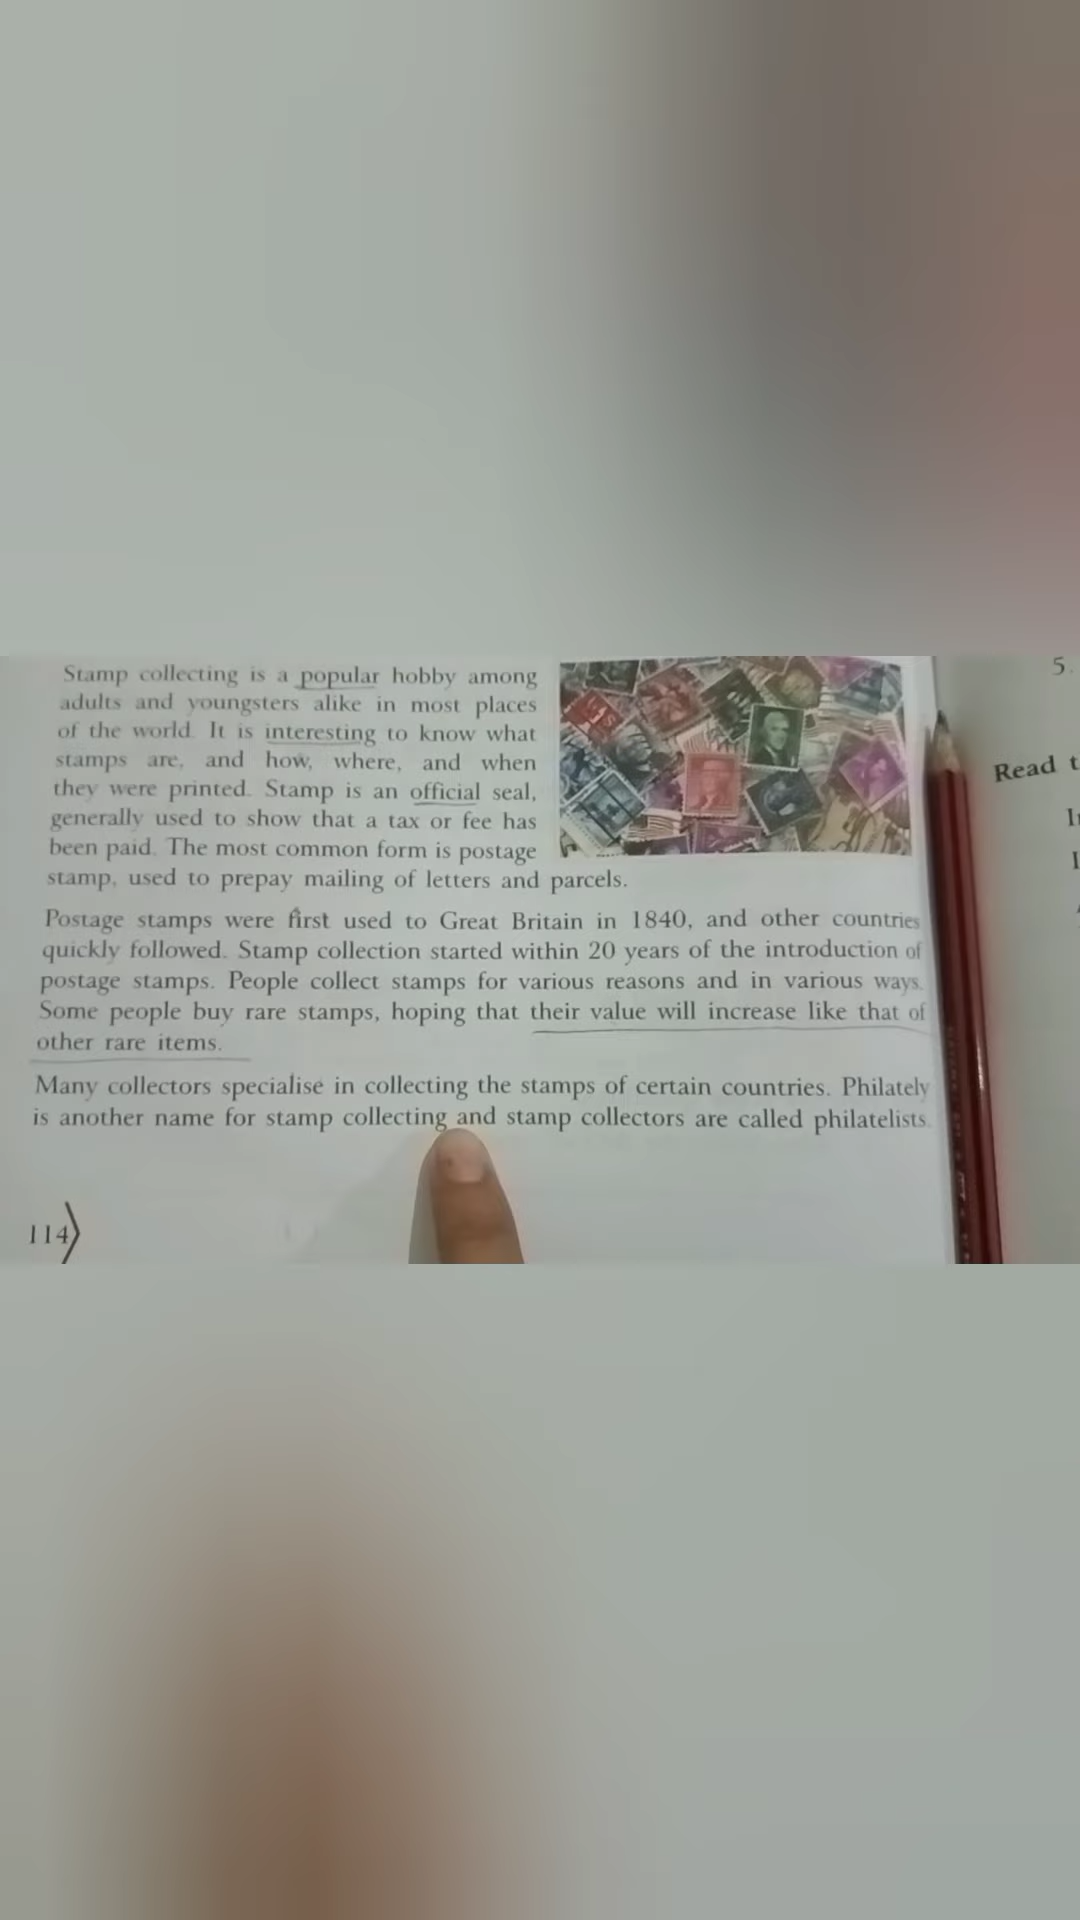 Stamp collecting is a popular hobby among
adults and youngsters alike in most places
of the world. It is interesting to know what
stamps are, and how, where, and when
they were printed. Stamp is an official seal,
generally used to show that a tax or fee has
been paid. The most common form is postage
stamp, used to prepay mailing of letters and parcels.
Postage stamps were first used to Great Britain in 1840, and other countries
quickly followed. Stamp collection started within 20 years of the introduction of
postage stamps. People collect stamps for various reasons and in various ways.
Some people buy rare stamps, hoping that their value will increase like that of
other rare items.
Many collectors specialise in collecting the stamps of certain countries. Philately
is another name for stamp collecting and stamp collectors are called philatelists.
114
5.
Read